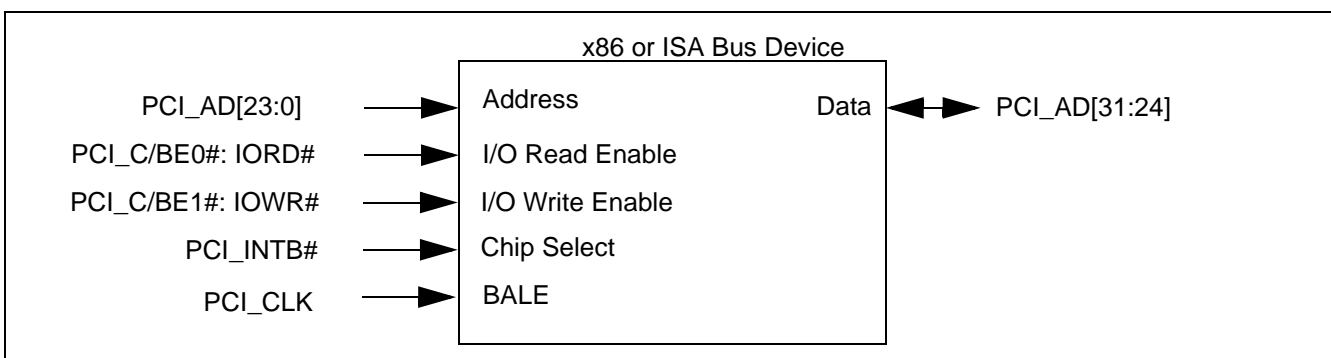 x86 or ISA Bus Device
PCI_AD[23:0] Address Data PCI_AD[31:24]
PCI_C/BE0#: IORD# I/O Read Enable
PCI_C/BE1#: IOWR# I/O Write Enable
PCI_INTB# Chip Select
PCI_CLK BALE